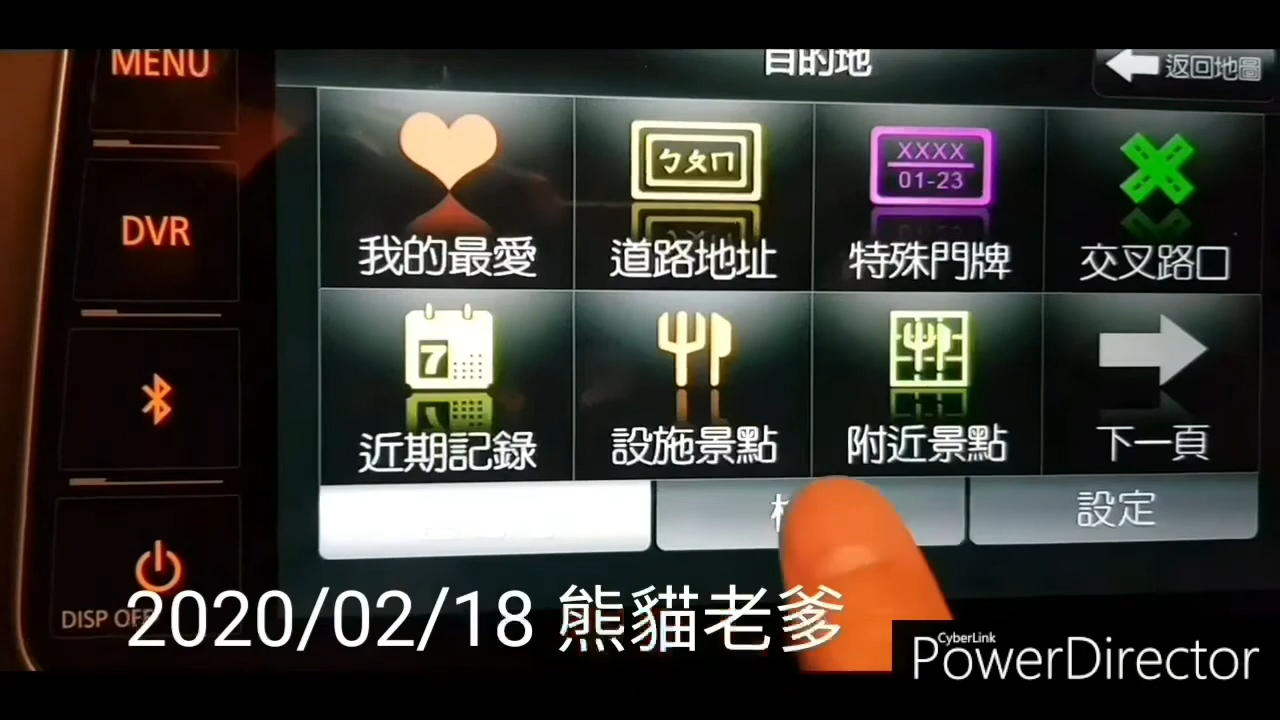 MENU
目的地
返回地圖
ㄅㄆㄇ
XXXX
01-23
我的最愛
道路地址
特殊門牌
交叉路口
DVR
7
近期記錄
設施景點
附近景點
下一頁
設定
DISP OFF
2020/02/18 熊貓老爹
CyberLink
PowerDirector